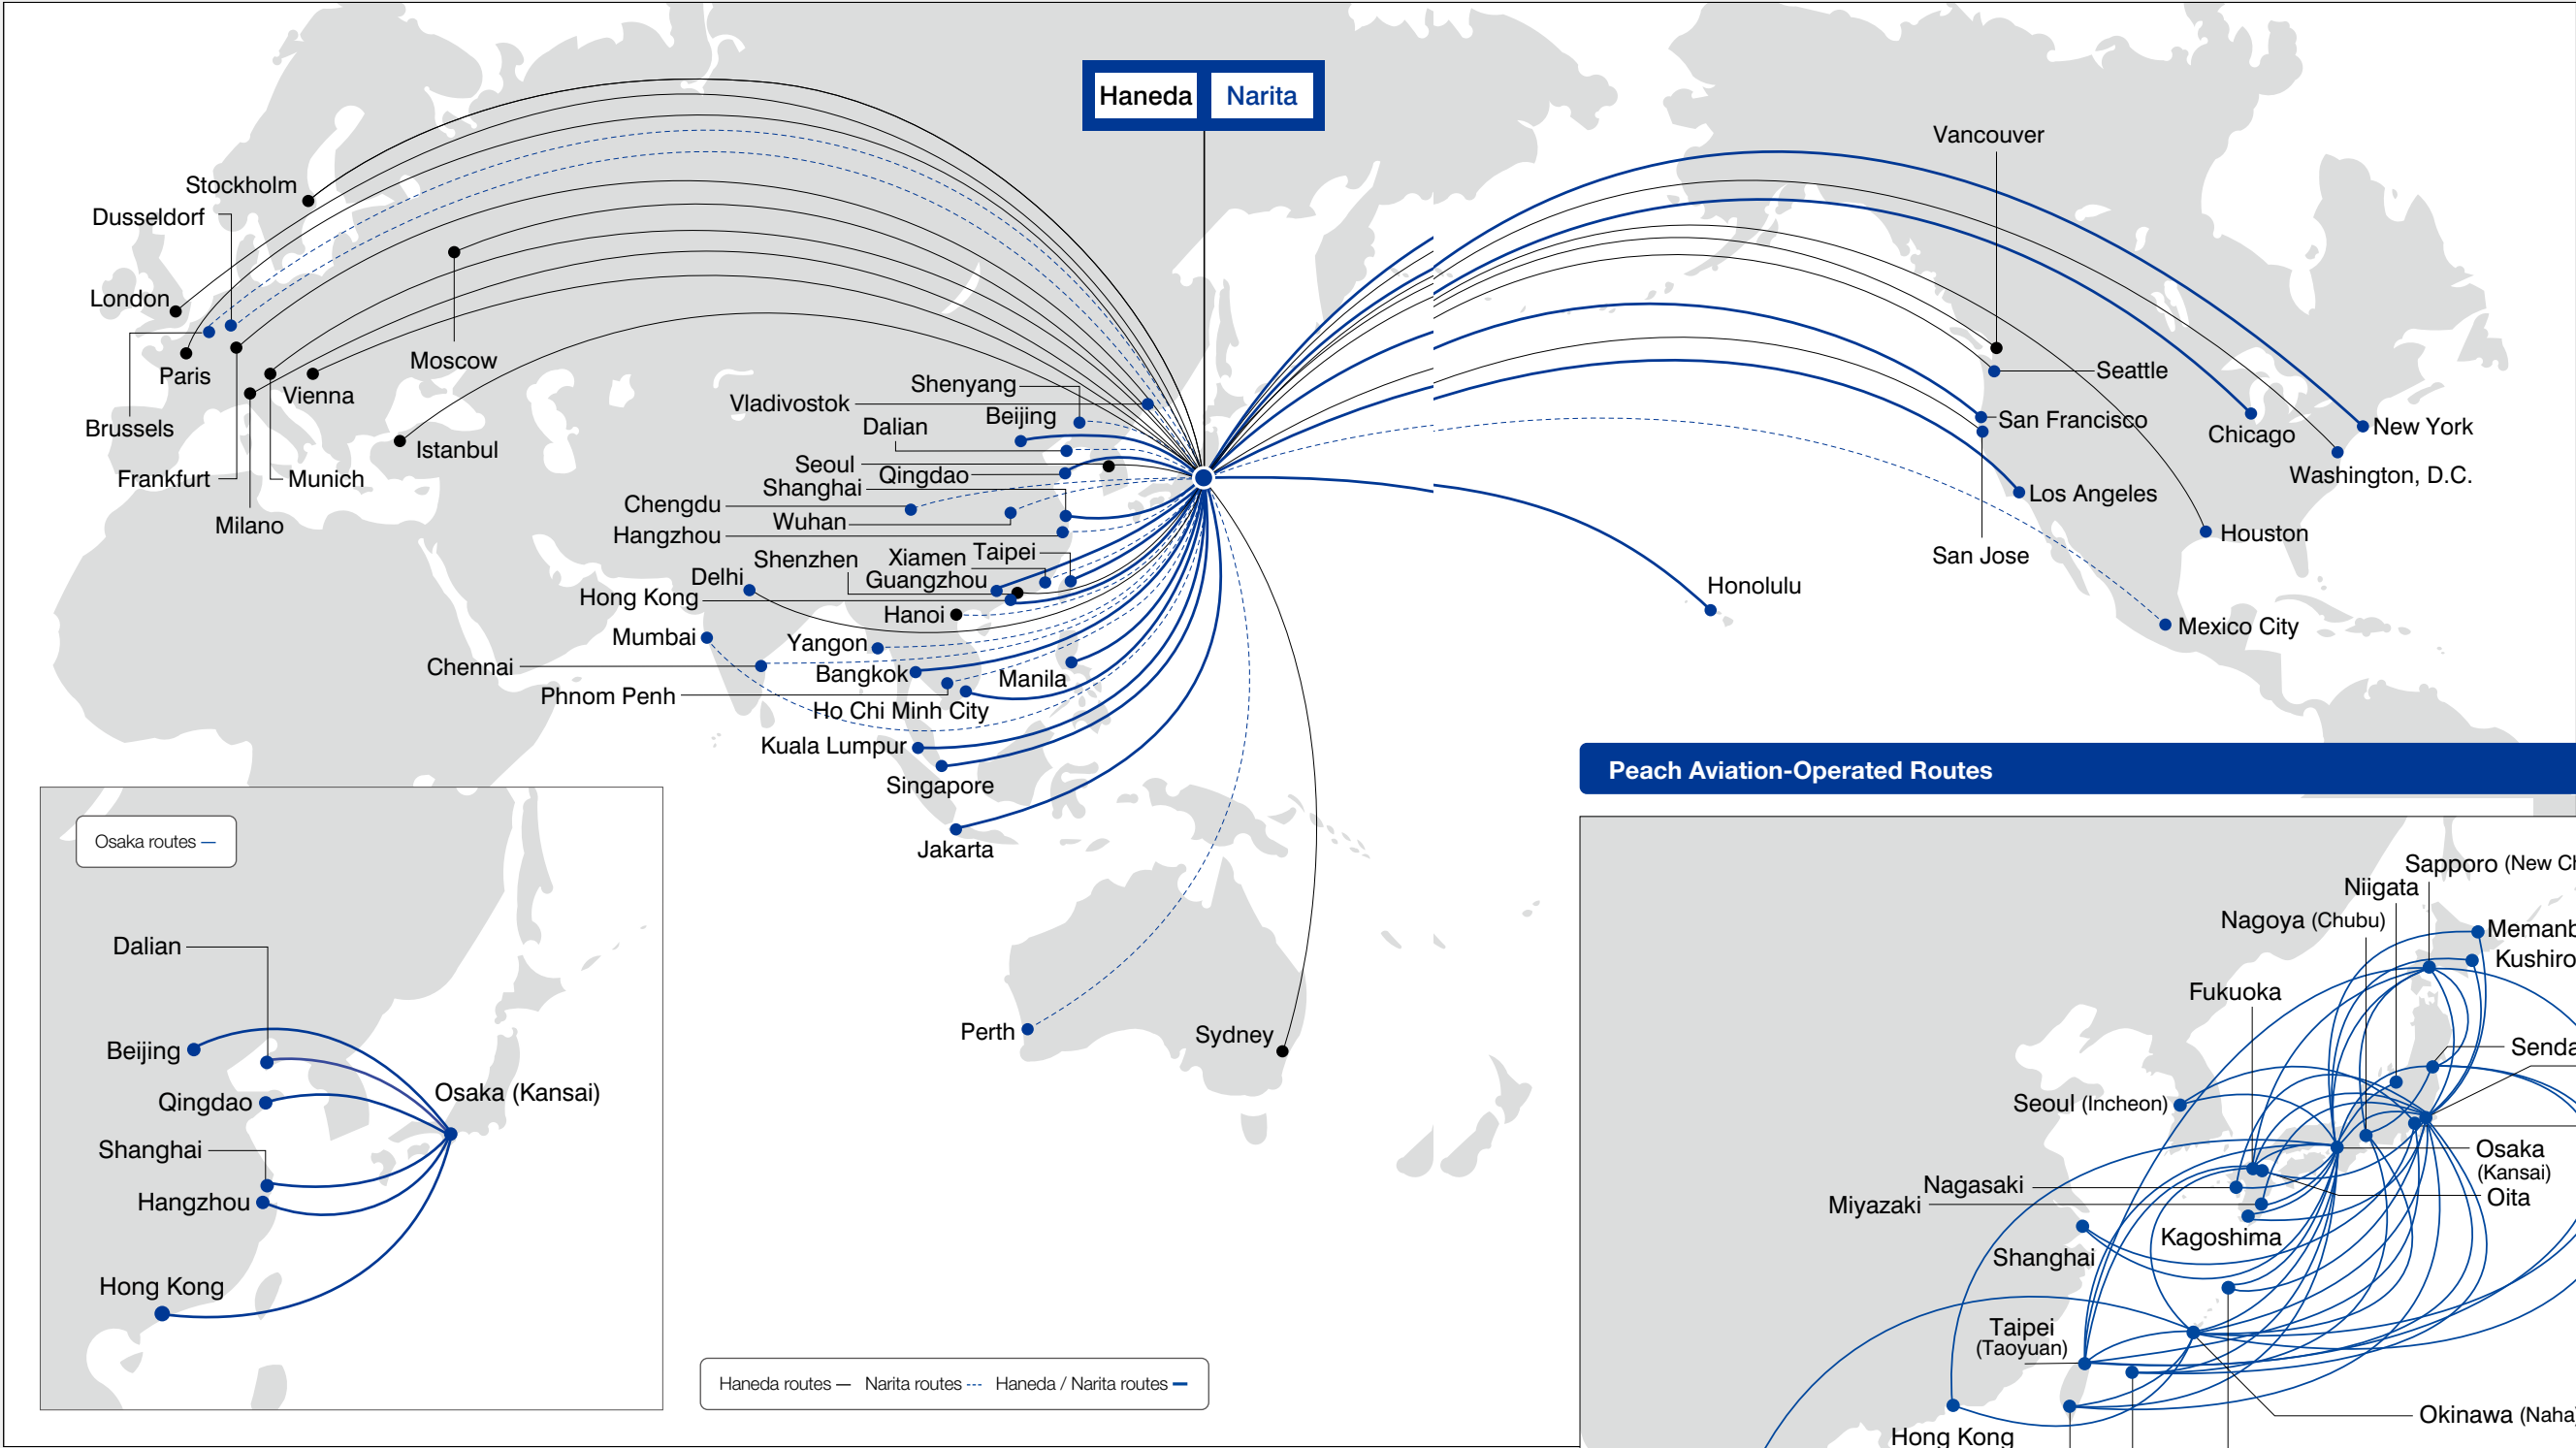 Haneda
Narita
Vancouver
Stockholm
Dusseldorf
London
Moscow
Paris
Vienna
Brussels
Istanbul
Frankfurt
Munich
Milano
Shenyang
Vladivostok
Beijing
Dalian
Seoul
Qingdao
Shanghai
Chengdu
Wuhan
Hangzhou
Shenzhen
Xiamen
Taipei
Guangzhou
Delhi
Hong Kong
Hanoi
Mumbai
Yangon
Chennai
Bangkok
Manila
Phnom Penh
Ho Chi Minh City
Kuala Lumpur
Singapore
Jakarta
Perth
Sydney
Seattle
San Francisco
Chicago
New York
Washington, D.C.
Los Angeles
Houston
San Jose
Honolulu
Mexico City
Osaka routes
Dalian
Beijing
Qingdao
Osaka (Kansai)
Shanghai
Hangzhou
Hong Kong
Haneda routes
Narita routes
Haneda / Narita routes
Peach Aviation-Operated Routes
Sapporo (New Ch
Niigata
Nagoya (Chubu)
Memanb
Kushiro
Fukuoka
Senda
Seoul (Incheon)
Osaka
(Kansai)
Nagasaki
Oita
Miyazaki
Kagoshima
Shanghai
Taipei
(Taoyuan)
Okinawa (Naha)
Hong Kong